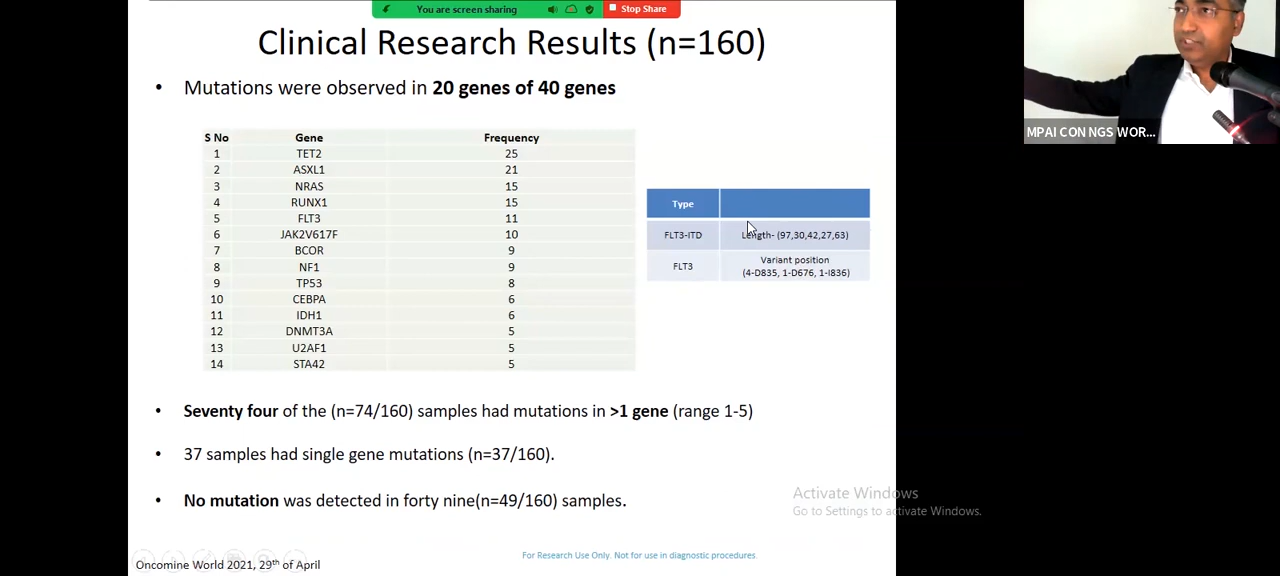 You are screen sharing
Stop Share
Clinical Research Results (n=160)
• Mutations were observed in 20 genes of 40 genes
S No Gene Frequency
1 TET2 25
2 ASXL1 21
3 NRAS 15
4 RUNX1 15
5 FLT3 11
6 JAK2V617F 10
7 BCOR 9
8 NF1 9
9 TP53 8
10 CEBPA 6
11 IDH1 6
12 DNMT3A 5
13 U2AF1 5
14 STA42 5
Type
FLT3-ITD Length- (97,30,42,27,63)
FLT3 Variant position
(4-D835, 1-D676, 1-I836)
• Seventy four of the (n=74/160) samples had mutations in >1 gene (range 1-5)
• 37 samples had single gene mutations (n=37/160).
• No mutation was detected in forty nine(n=49/160) samples.
For Research Use Only. Not for use in diagnostic procedures.
Oncomine World 2021, 29th of April
MPAI CON NGS WOR...
Activate Windows
Go to Settings to activate Windows.